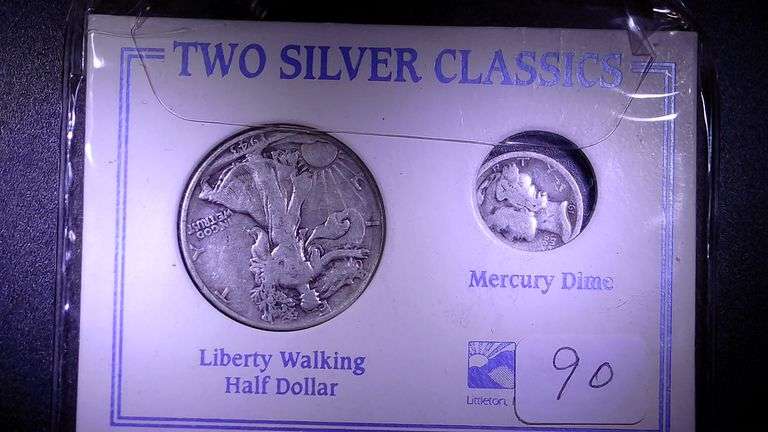 TWO SILVER CLASSICS
Mercury Dime
Liberty Walking
Half Dollar
Littleton,
90